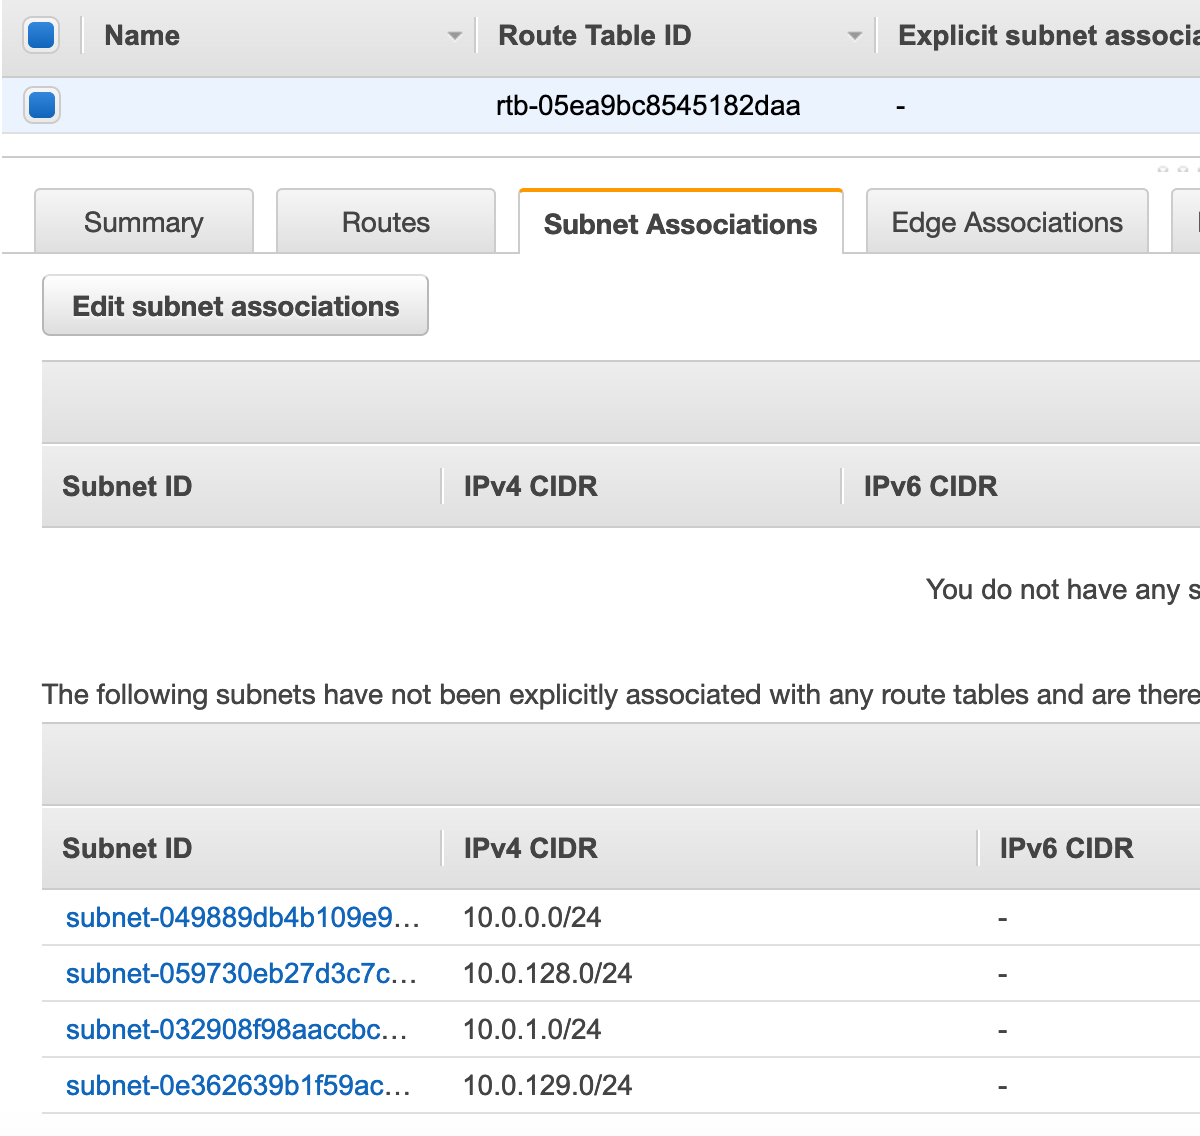 Name Route Table ID Explicit subnet
rtb-05ea9bc8545182daa -
Summary Routes Subnet Associations Edge Associations
Edit subnet associations
Subnet ID IPv4 CIDR IPv6 CIDR
You do not have any
The following subnets have not been explicitly associated with any route tables and are
Subnet ID IPv4 CIDR IPv6 CIDR
subnet-049889db4b109e9... 10.0.0.0/24 -
subnet-059730eb27d3c7c... 10.0.128.0/24 -
subnet-032908f98aaccbc... 10.0.1.0/24 -
subnet-0e362639b1f59ac... 10.0.129.0/24 -